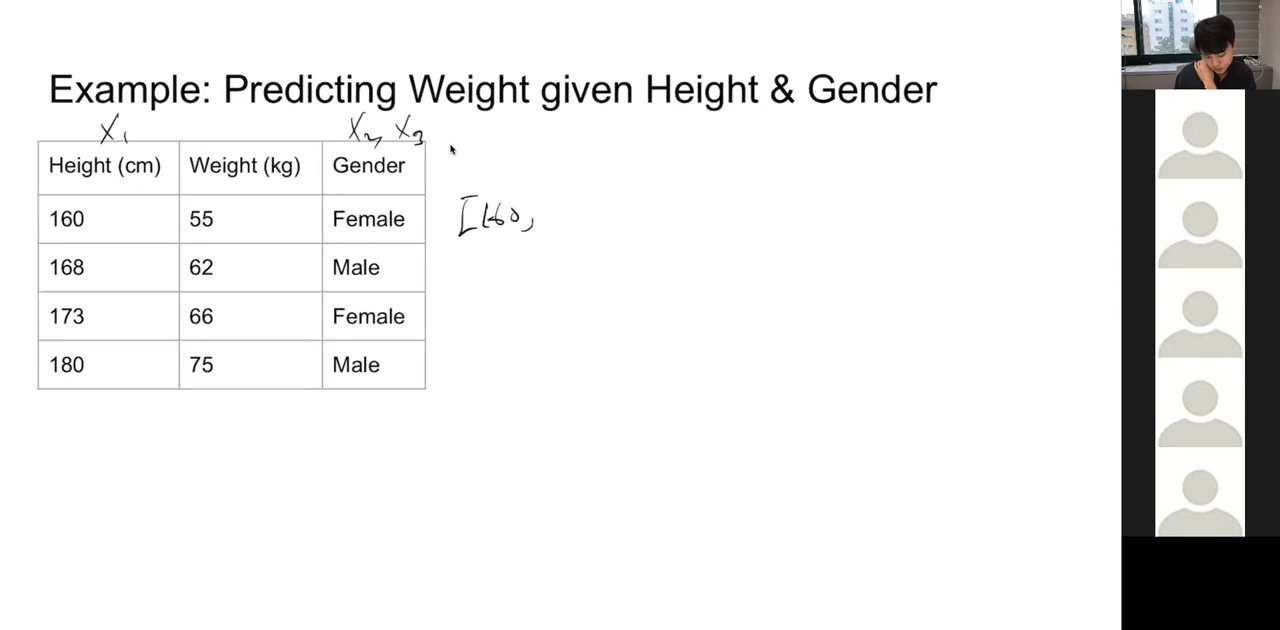 Example: Predicting Weight given Height & Gender
X1 X2, X3
Height (cm) Weight (kg) Gender
160 55 Female [160,
168 62 Male
173 66 Female
180 75 Male